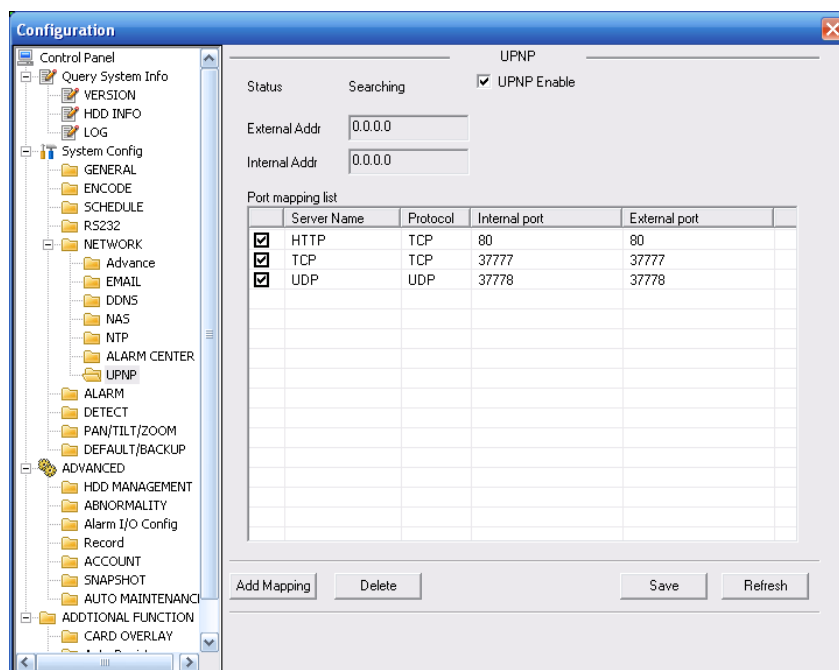 Configuration
Control Panel
Query System Info
VERSION
HDD INFO
LOG
System Config
GENERAL
ENCODE
SCHEDULE
RS232
NETWORK
Advance
EMAIL
DDNS
NAS
NTP
ALARM CENTER
UPNP
ALARM
DETECT
PAN/TILT/ZOOM
DEFAULT/BACKUP
ADVANCED
HDD MANAGEMENT
ABNORMALITY
Alarm I/O Config
Record
ACCOUNT
SNAPSHOT
AUTO MAINTENANC
ADDTIONAL FUNCTION
CARD OVERLAY
UPNP
Status Searching UPNP Enable
External Addr 0.0.0.0
Internal Addr 0.0.0.0
Port mapping list
Server Name Protocol Internal port External port
HTTP TCP 80 80
TCP TCP 37777 37777
UDP UDP 37778 37778
Add Mapping Delete Save Refresh